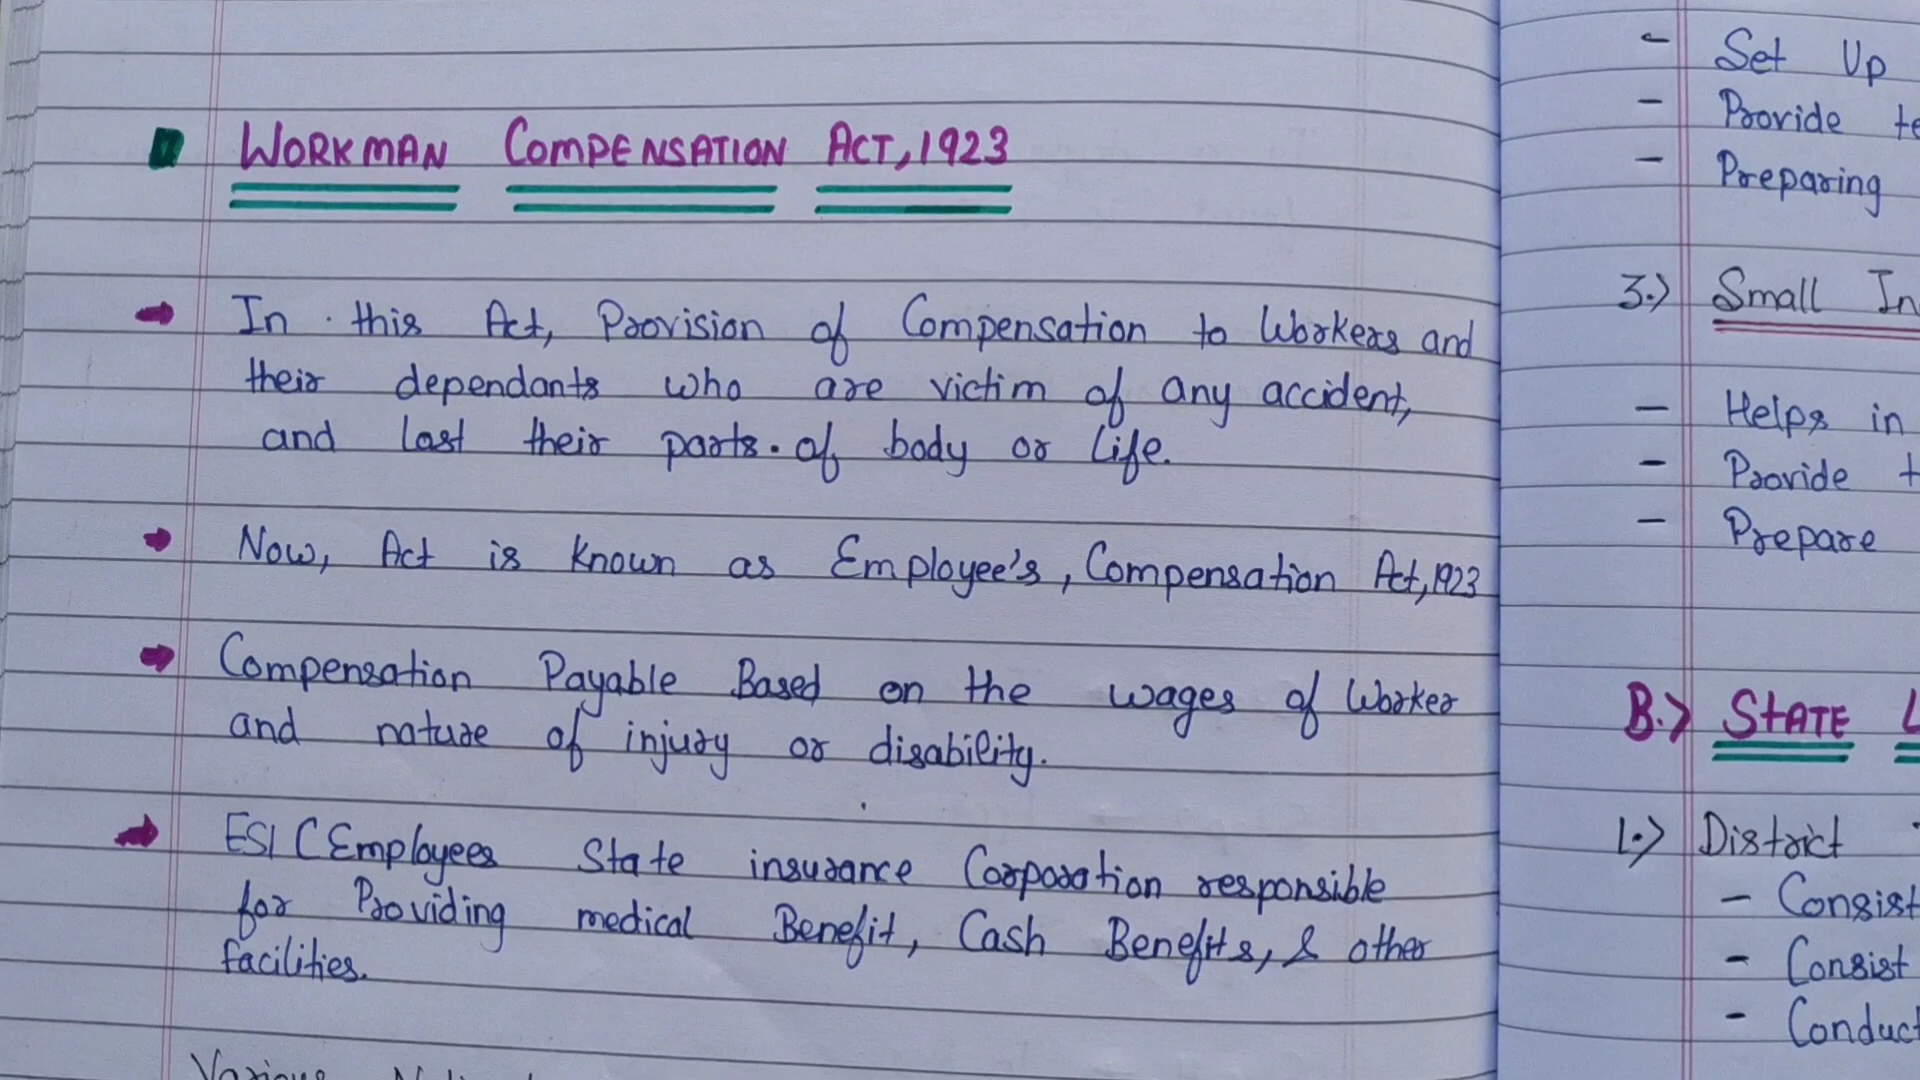 WORKMAN COMPENSATION ACT, 1923
In this Act, Provision of Compensation to Workers and
their dependants who are victim of any accident,
and last their parts of body or life.
Now, Act is known as Employee's, Compensation Act, 1923
Compensation Payable Based on the wages of Worker
and nature of injury or disability.
ESI C Employees State insurance Corporation responsible
for Providing medical Benefit, Cash Benefits, & other
facilities.
Various
- Set Up
- Provide
- Preparing
3.) Small
- Helps in
- Provide
- Prepare
B.) STATE
1.) District
- Consist
- Consist
- Conduct